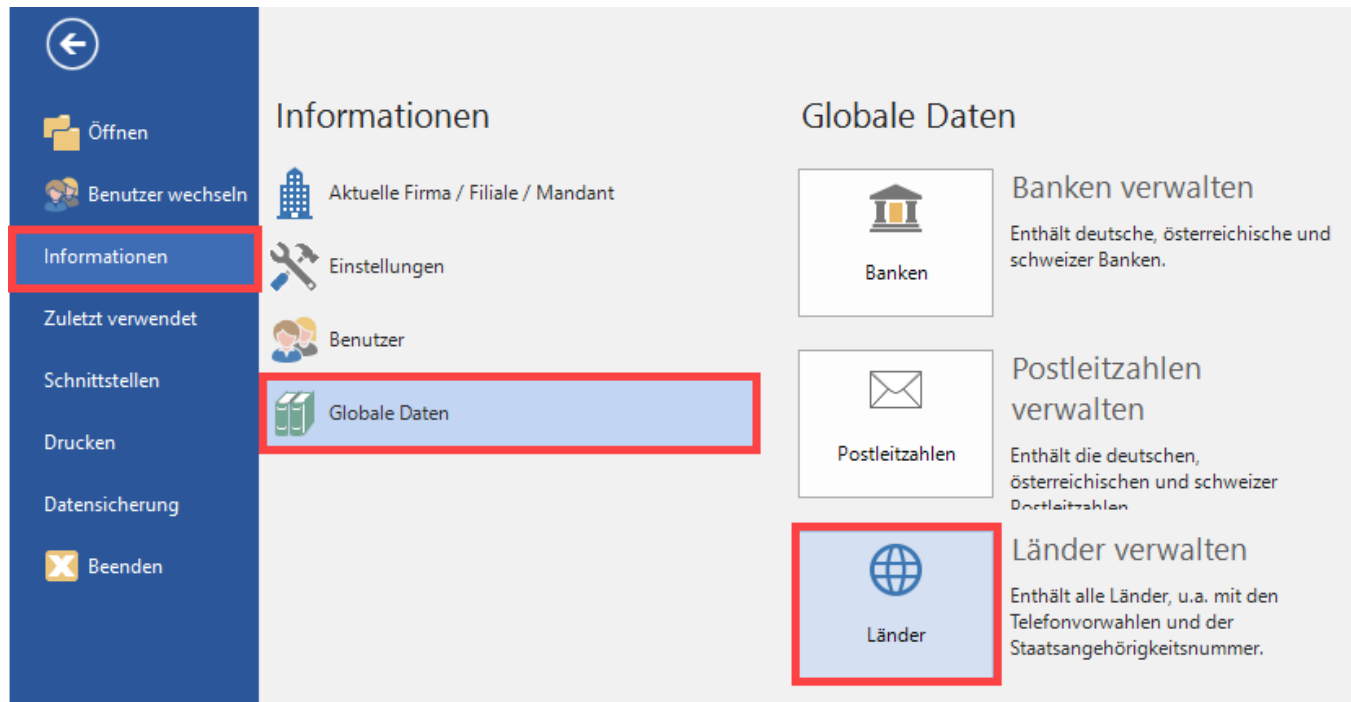 Öffnen
Benutzer wechseln
Informationen
Zuletzt verwendet
Schnittstellen
Drucken
Datensicherung
Beenden
Informationen
Aktuelle Firma / Filiale / Mandant
Einstellungen
Benutzer
Globale Daten
Globale Daten
Banken
Banken verwalten
Enthält deutsche, österreichische und
schweizer Banken.
Postleitzahlen
Postleitzahlen
verwalten
Enthält die deutschen,
österreichischen und schweizer
Postleitzahlen
Länder
Länder verwalten
Enthält alle Länder, u.a. mit den
Telefonvorwahlen und der
Staatsangehörigkeitsnummer.